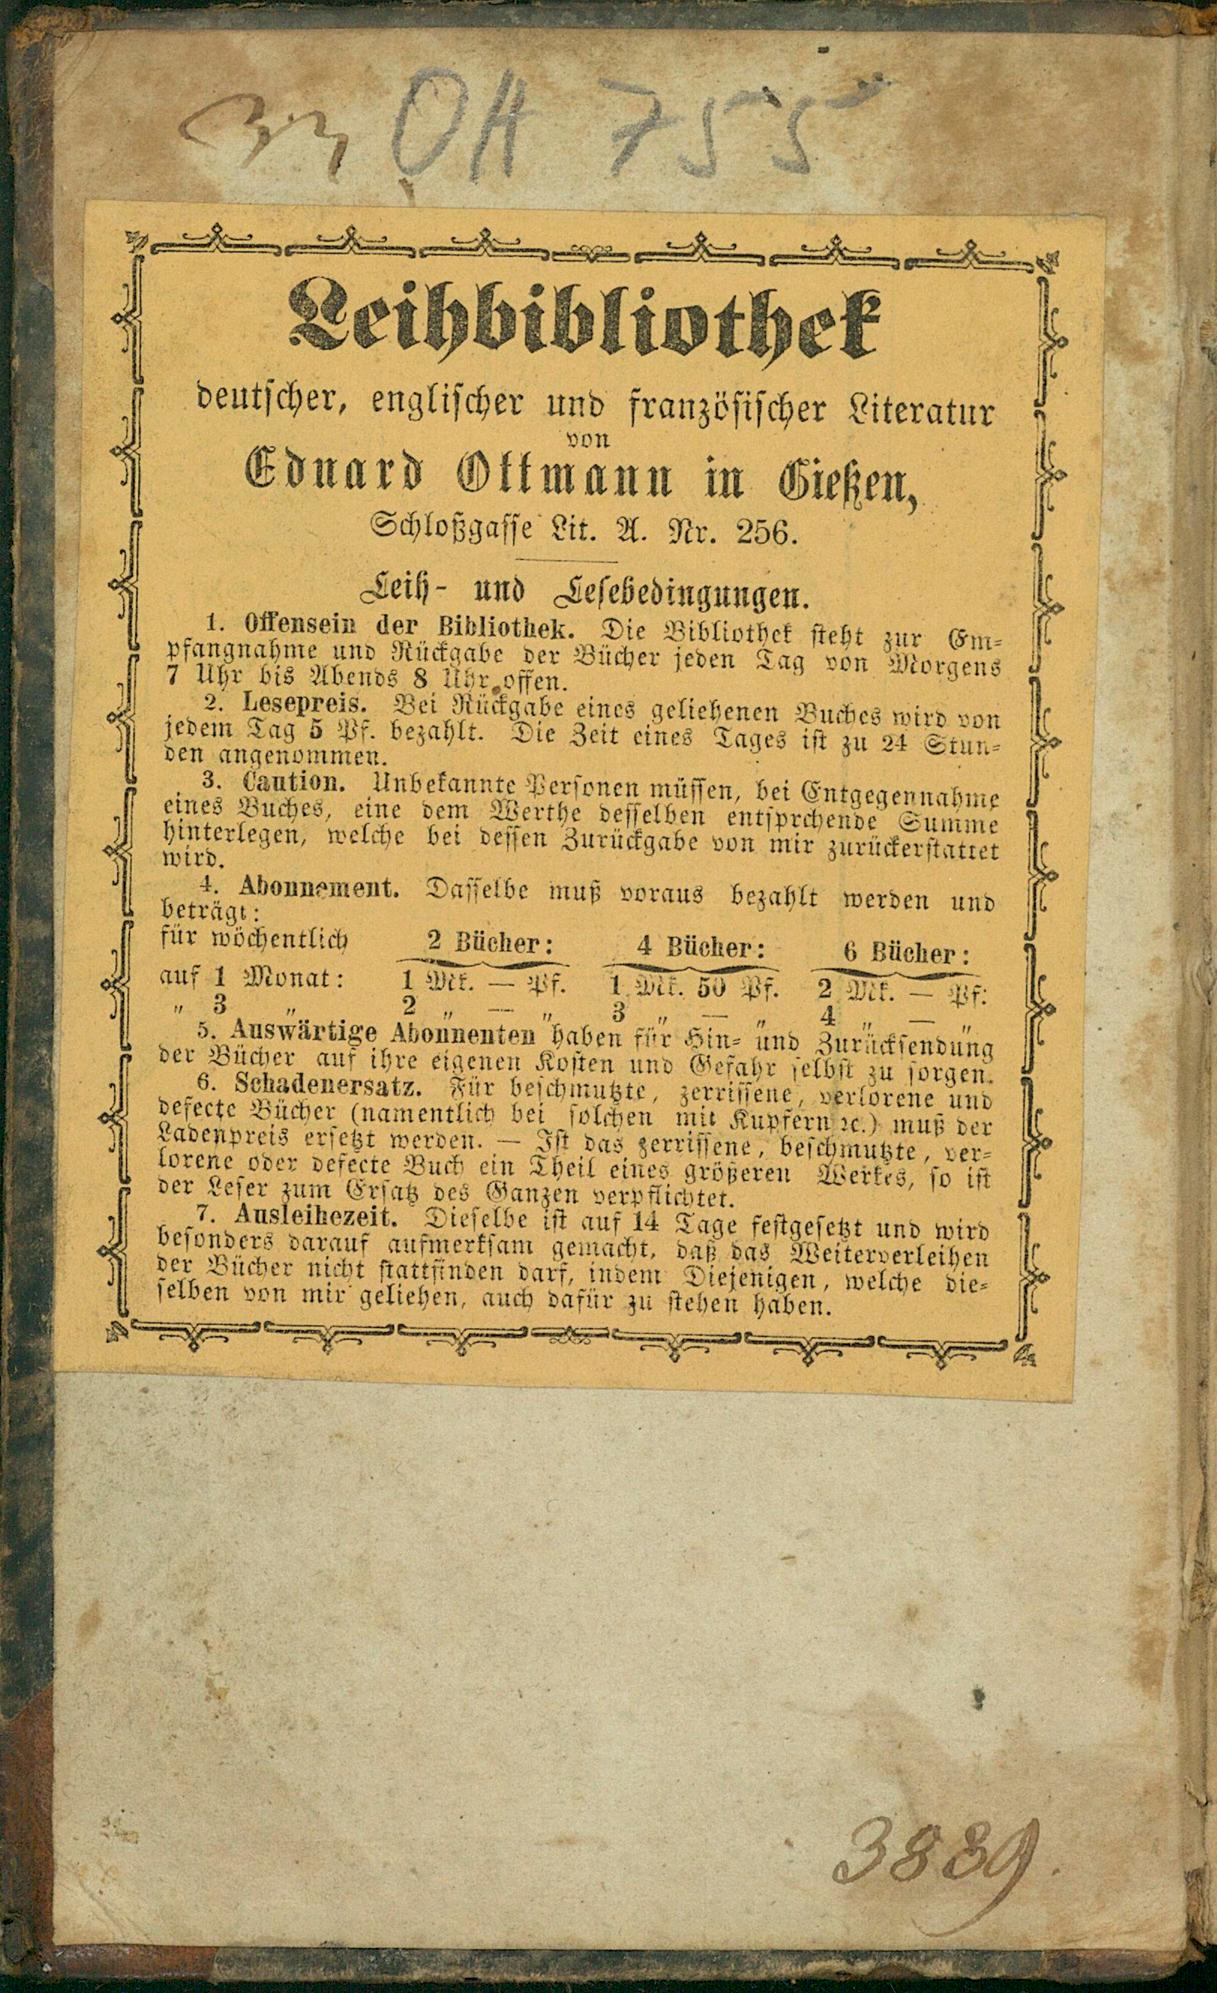 33 OH 755
Leihbibliothek
deutscher, englischer und französischer Literatur
von
Eduard Ottmann in Gießen,
Schloßgasse Lit. A. Nr. 256.
Leih- und Lesebedingungen.
1. Offensein der Bibliothek. Die Bibliothek steht zur Em-
pfangnahme und Rückgabe der Bücher jeden Tag von Morgens
7 Uhr bis Abends 8 Uhr offen.
2. Lesepreis. Bei Rückgabe eines geliehenen Buches wird von
jedem Tag 5 Pf. bezahlt. Die Zeit eines Tages ist zu 24 Stun-
den angenommen.
3. Caution. Unbekannte Personen müssen, bei Entgegennahme
eines Buches, eine dem Werthe desselben entsprchende Summe
hinterlegen, welche bei dessen Zurückgabe von mir zurückerstattet
wird.
4. Abonnement. Dasselbe muß voraus bezahlt werden und
beträgt:
für wöchentlich 2 Bücher: 4 Bücher: 6 Bücher:
auf 1 Monat: 1 Mk. — Pf. 1 Mk. 50 Pf. 2 Mk. — Pf.
„ 3 „ 2 „ — „ 3 „ — „ 4 „ — „
5. Auswärtige Abonnenten haben für Hin- und Zurücksendung
der Bücher auf ihre eigenen Kosten und Gefahr selbst zu sorgen.
6. Schadenersatz. Für beschmutzte, zerrissene, verlorene und
defecte Bücher (namentlich bei solchen mit Kupfern ꝛc.) muß der
Ladenpreis ersetzt werden. — Ist das zerrissene, beschmutzte, ver-
lorene oder defecte Buch ein Theil eines größeren Werkes, so ist
der Leser zum Ersatz des Ganzen verpflichtet.
7. Ausleihezeit. Dieselbe ist auf 14 Tage festgesetzt und wird
besonders darauf aufmerksam gemacht, daß das Weiterverleihen
der Bücher nicht stattfinden darf, indem Diejenigen, welche die-
selben von mir geliehen, auch dafür zu stehen haben.
3889.